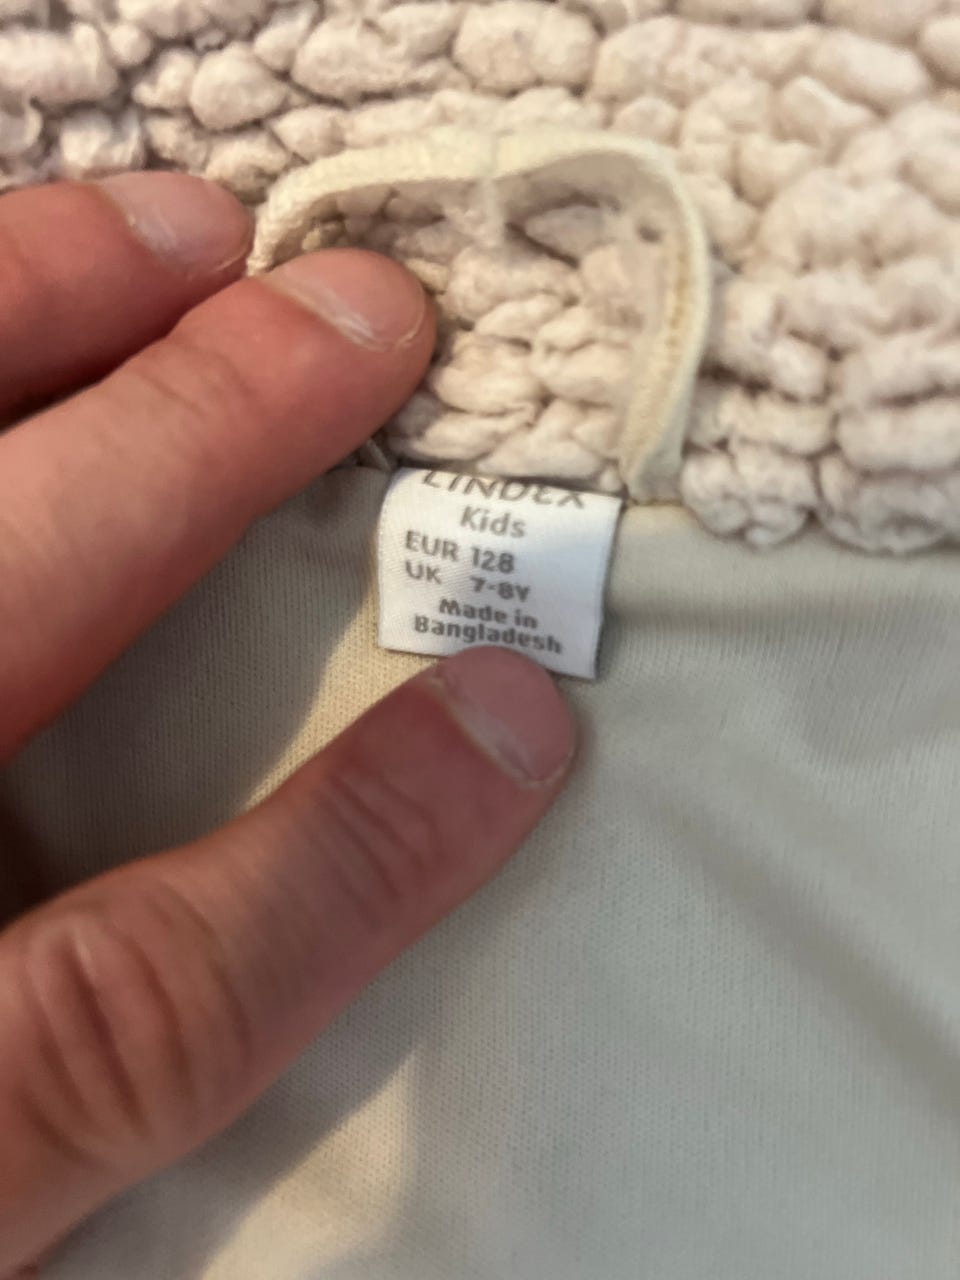 LINDEX
Kids
EUR 128
UK 7-8Y
Made in
Bangladesh